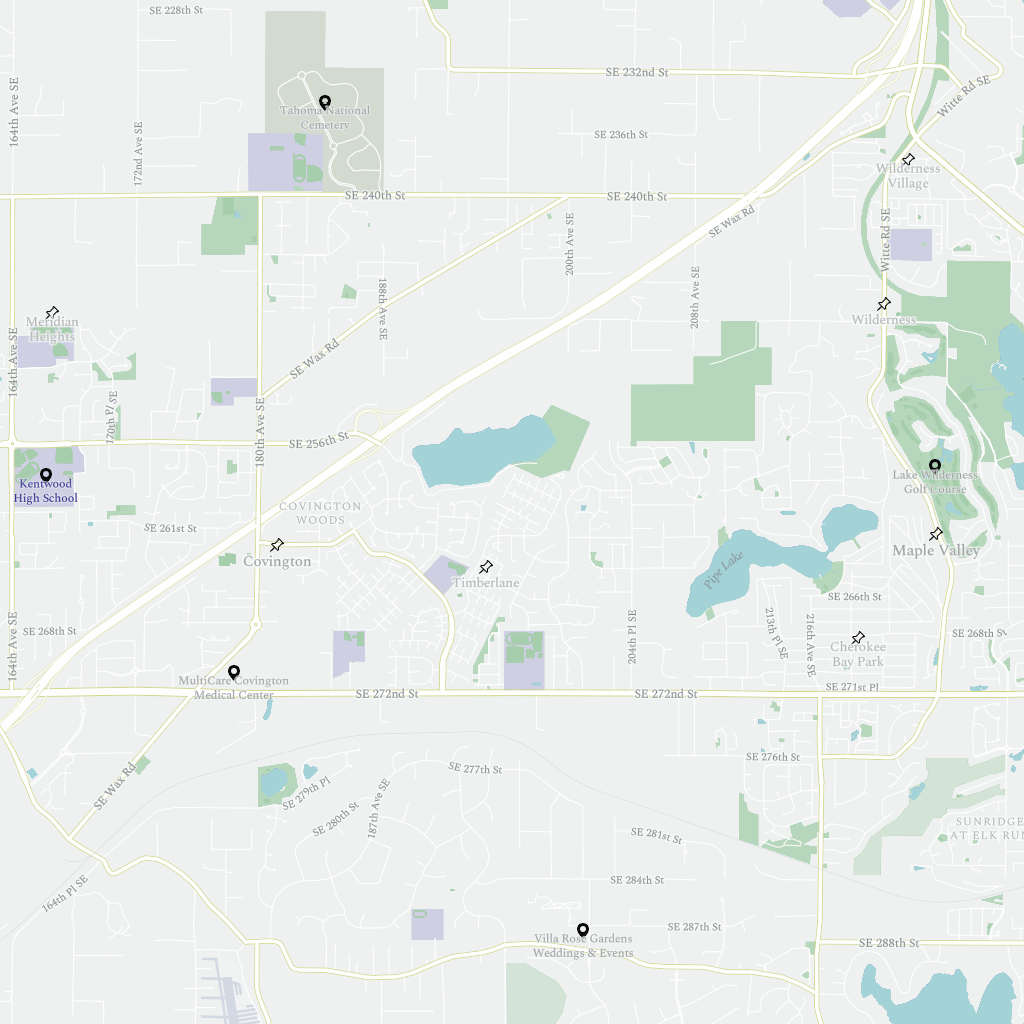 SE 228th St
SE 232nd St
Witte Rd SE
164th Ave SE
172nd Ave SE
Tahoma National
Cemetery
SE 236th St
Wilderness
Village
SE 240th St
SE 240th St
SE Wax Rd
200th Ave SE
Witte Rd SE
188th Ave SE
208th Ave SE
Meridian
Heights
Wilderness
164th Ave SE
SE Wax Rd
170th Pl SE
180th Ave SE
SE 256th St
Kentwood
High School
Lake Wilderness
Golf Course
COVINGTON
WOODS
SE 261st St
Covington
Maple Valley
Timberlane
Pipe Lake
SE 266th St
164th Ave SE
SE 268th St
204th Pl SE
213th Pl SE
216th Ave SE
Cherokee
Bay Park
SE 268th St
MultiCare Covington
Medical Center
SE 272nd St
SE 272nd St
SE 271st Pl
SE 276th St
SE Wax Rd
SE 277th St
SE 279th Pl
SE 280th St
187th Ave SE
SE 281st St
SUNRIDGE
AT ELK RUN
164th Pl SE
SE 284th St
SE 287th St
Villa Rose Gardens
Weddings & Events
SE 288th St